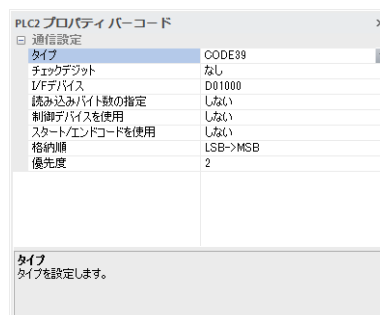 PLC2 プロパティ バーコード
通信設定
タイプ CODE39
チェックデジット なし
I/Fデバイス D01000
読み込みバイト数の指定 しない
制御デバイスを使用 しない
スタート/エンドコードを使用 しない
格納順 LSB->MSB
優先度 2
タイプ
タイプを設定します。